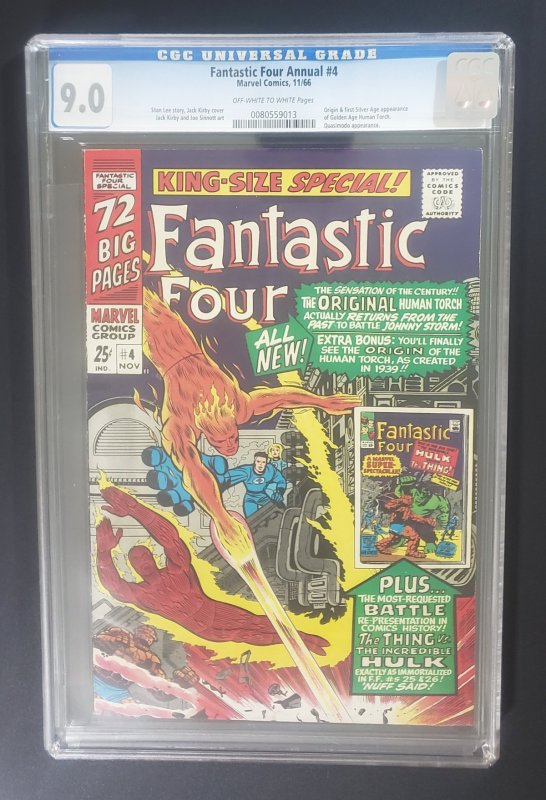 CGC UNIVERSAL GRADE
9.0
Fantastic Four Annual #4
Marvel Comics, 11/66
OFF-WHITE TO WHITE Pages
Stan Lee story, Jack Kirby cover
Jack Kirby and Joe Sinnott art
0080559013
Origin & first Silver Age appearance
of Golden Age Human Torch.
Quasimodo appearance.
FANTASTIC
FOUR
SPECIAL
72
BIG
PAGES
MARVEL
COMICS
GROUP
25¢
IND.
#4
NOV
KING-SIZE SPECIAL!
APPROVED
BY THE
COMICS
CODE
AUTHORITY
FANTASTIC
FOUR
ALL
NEW!
THE SENSATION OF THE CENTURY!!
THE ORIGINAL HUMAN TORCH
ACTUALLY RETURNS FROM THE
PAST TO BATTLE JOHNNY STORM!
EXTRA BONUS: YOU'LL FINALLY
SEE THE ORIGIN OF THE
HUMAN TORCH, AS CREATED
IN 1939!!
FANTASTIC
FOUR
A MARVEL
SUPER-
SPECTACULAR!
HULK
THE THING!
PLUS...
THE MOST-REQUESTED
BATTLE
RE-PRESENTATION IN
COMICS HISTORY!
The THING vs.
THE INCREDIBLE
HULK
EXACTLY AS IMMORTALIZED
IN F.F. #s 25 & 26!
'NUFF SAID!